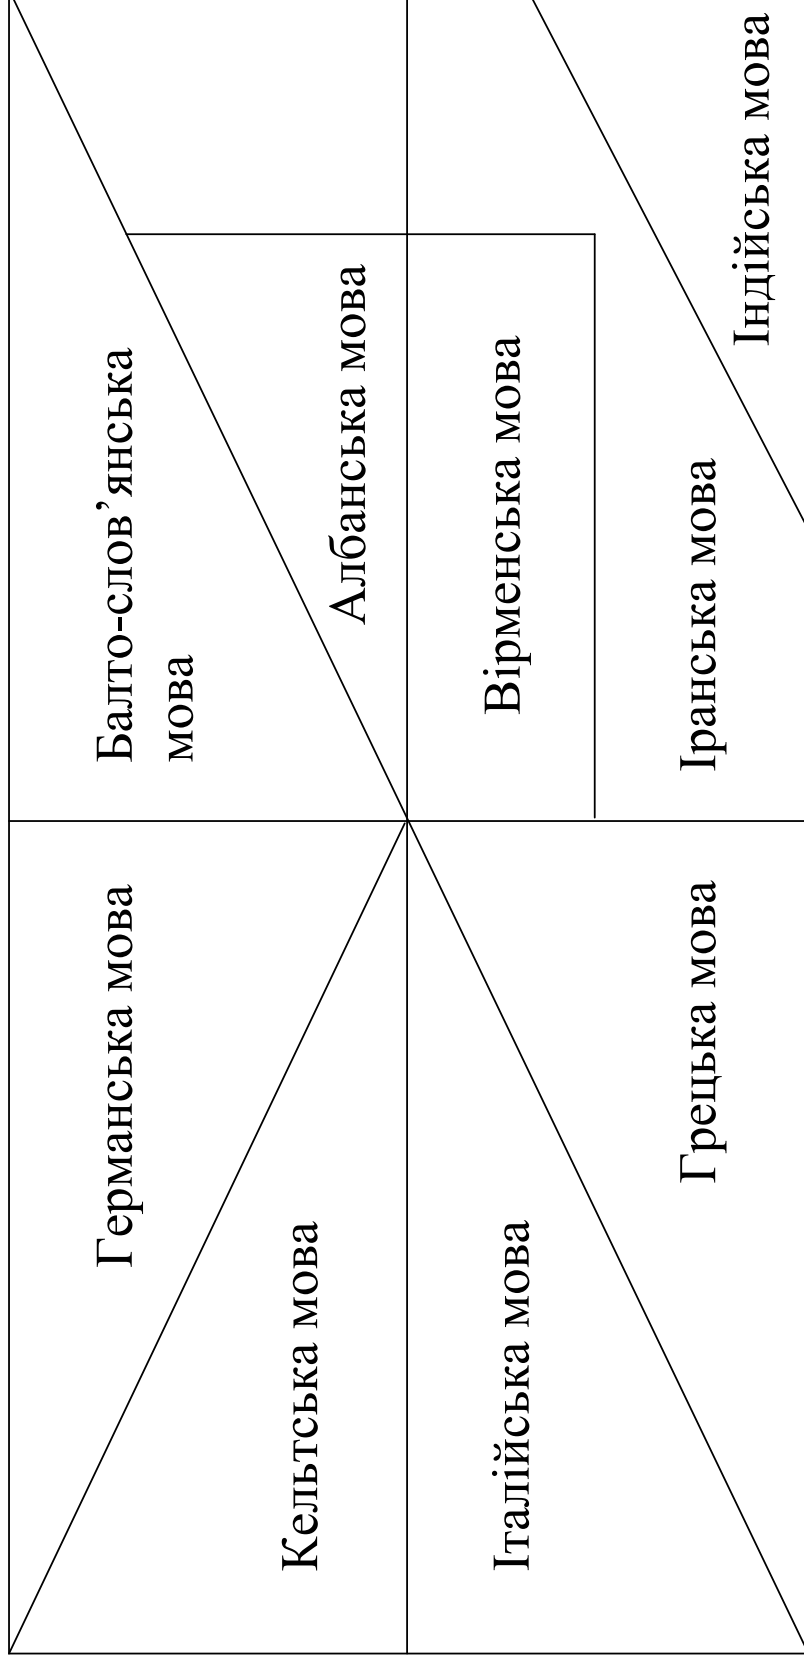 Германська мова
Балто-слов’янська
мова
Кельтська мова
Албанська мова
Італійська мова
Вірменська мова
Грецька мова
Іранська мова
Індійська мова